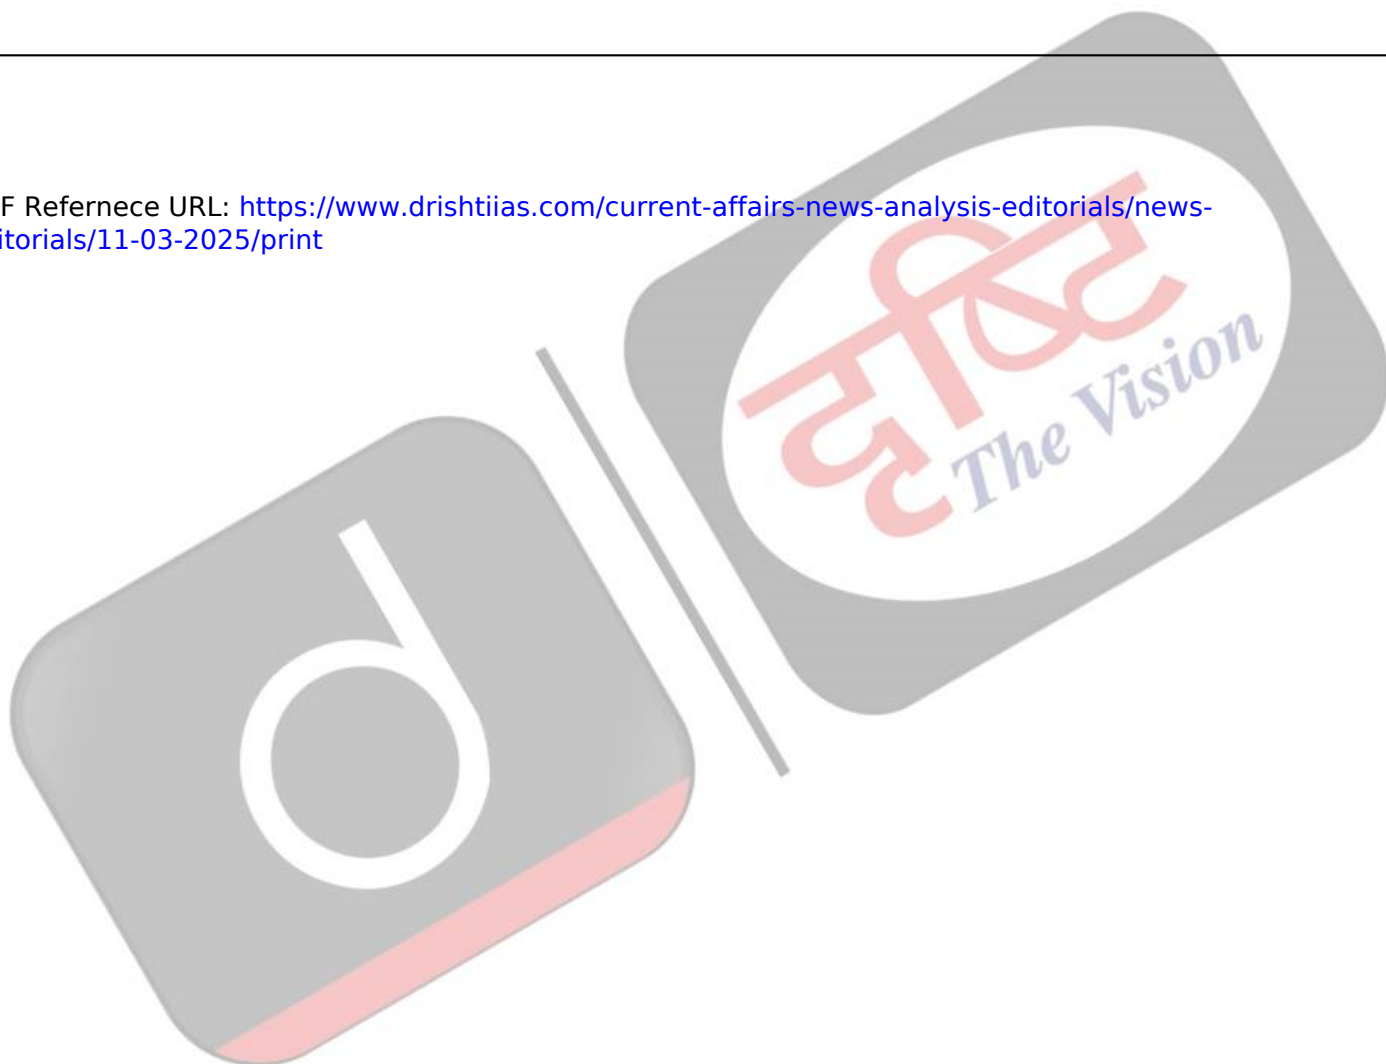 F Refernece URL: https://www.drishtiias.com/current-affairs-news-analysis-editorials/news-
itorials/11-03-2025/print
दृष्टि
The Vision
d